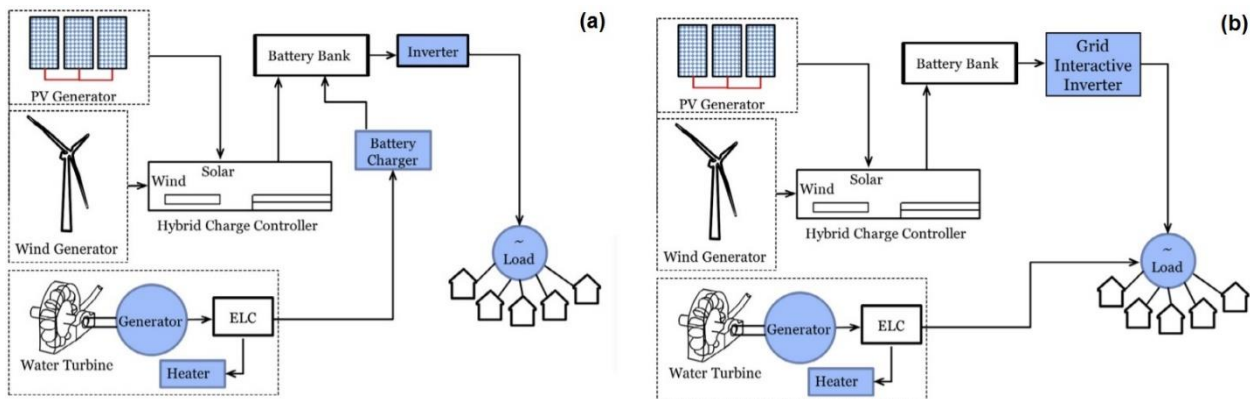 (a)
PV Generator
Battery Bank
Inverter
Battery
Charger
Solar
Wind
Hybrid Charge Controller
Wind Generator
~
Load
Generator
ELC
Water Turbine
Heater
(b)
PV Generator
Battery Bank
Grid
Interactive
Inverter
Solar
Wind
Hybrid Charge Controller
Wind Generator
~
Load
Generator
ELC
Water Turbine
Heater